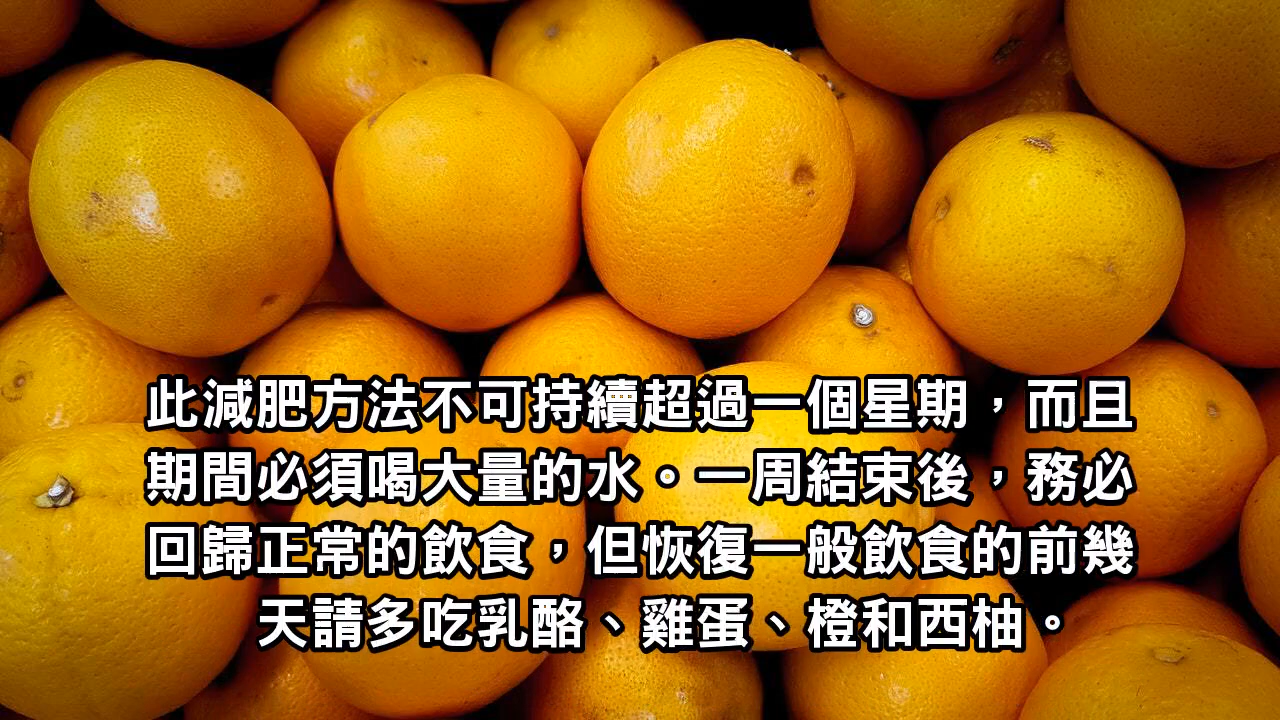 此減肥方法不可持續超過一個星期，而且
期間必須喝大量的水。一周結束後，務必
回歸正常的飲食，但恢復一般飲食的前幾
天請多吃乳酪、雞蛋、橙和西柚。